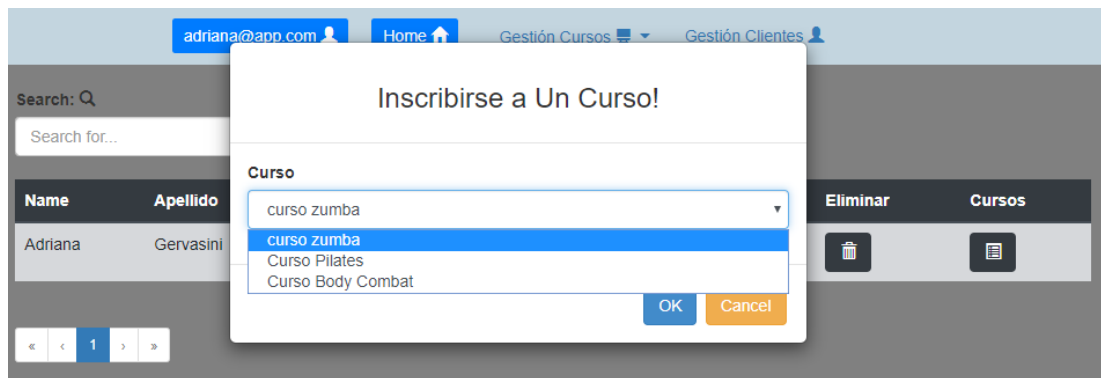 adriana@app.com Home Gestión Cursos Gestión Clientes
Inscribirse a Un Curso!
Search:
Search for...
Curso
curso zumba
curso zumba
Curso Pilates
Curso Body Combat
Name Apellido Eliminar Cursos
Adriana Gervasini
OK Cancel
« ‹ 1 › »